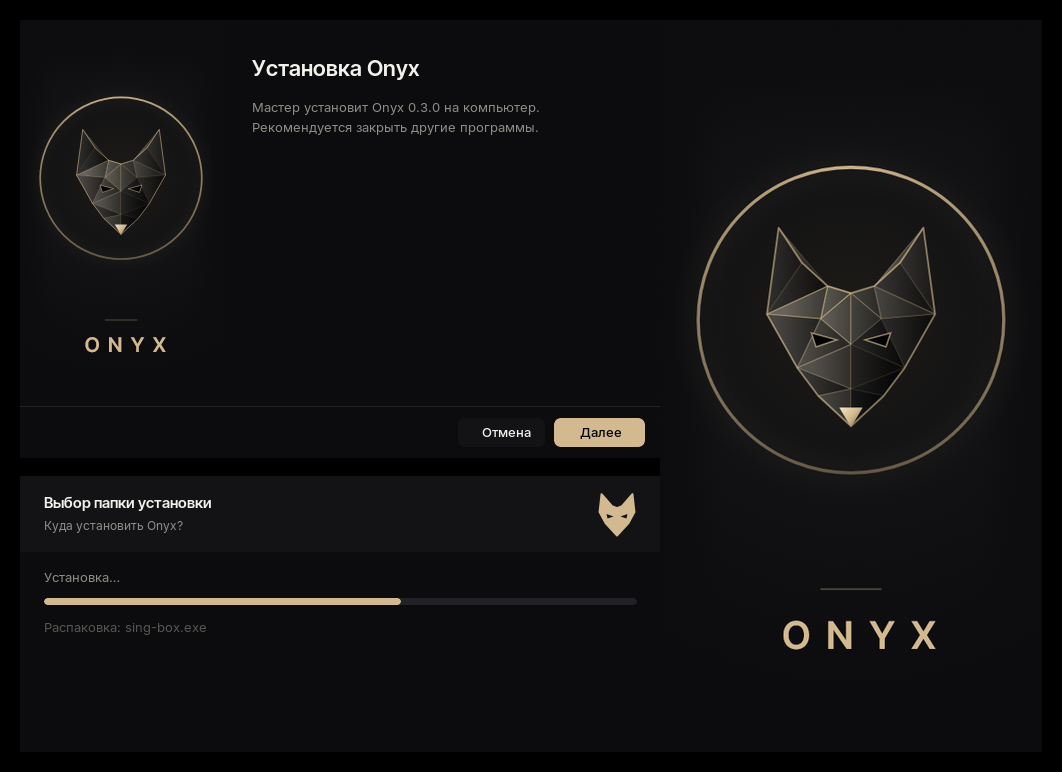 Установка Onyx
Мастер установит Onyx 0.3.0 на компьютер.
Рекомендуется закрыть другие программы.
ONYX
Отмена
Далее
Выбор папки установки
Куда установить Onyx?
Установка...
Распаковка: sing-box.exe
ONYX